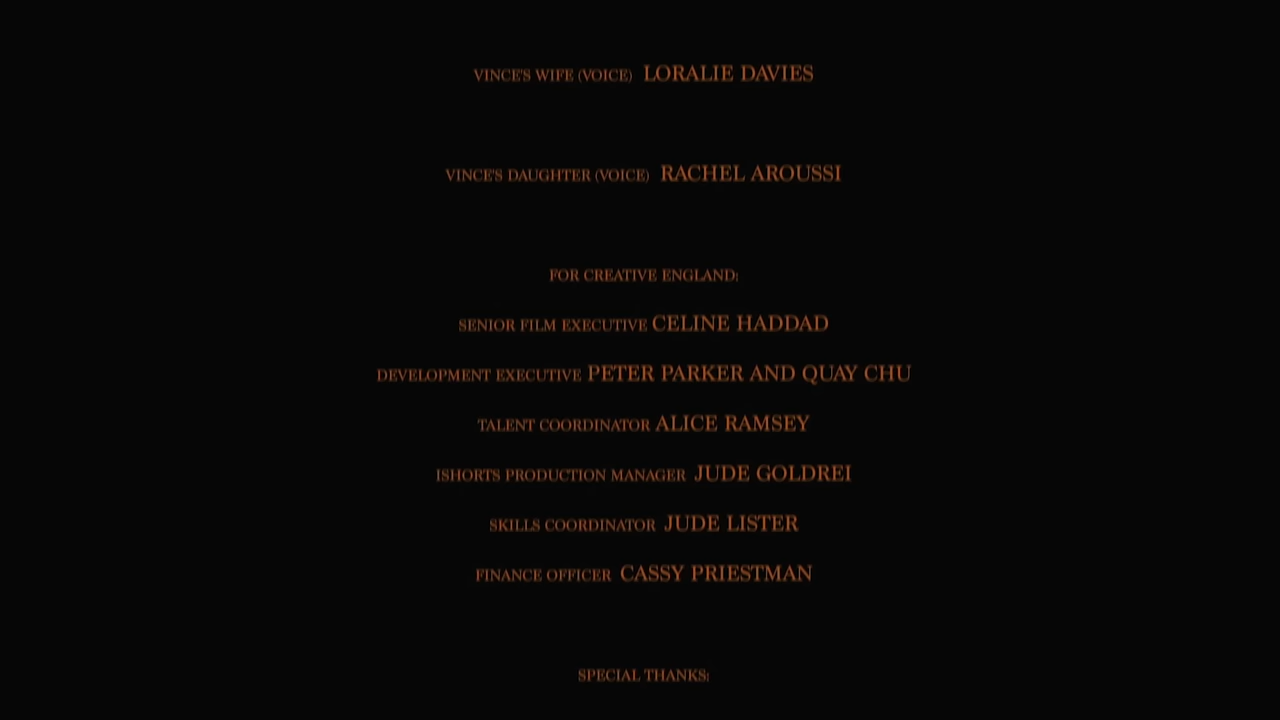 VINCE'S WIFE (VOICE) LORALIE DAVIES
VINCE'S DAUGHTER (VOICE) RACHEL AROUSSI
FOR CREATIVE ENGLAND:
SENIOR FILM EXECUTIVE CELINE HADDAD
DEVELOPMENT EXECUTIVE PETER PARKER AND QUAY CHU
TALENT COORDINATOR ALICE RAMSEY
ISHORTS PRODUCTION MANAGER JUDE GOLDREI
SKILLS COORDINATOR JUDE LISTER
FINANCE OFFICER CASSY PRIESTMAN
SPECIAL THANKS: